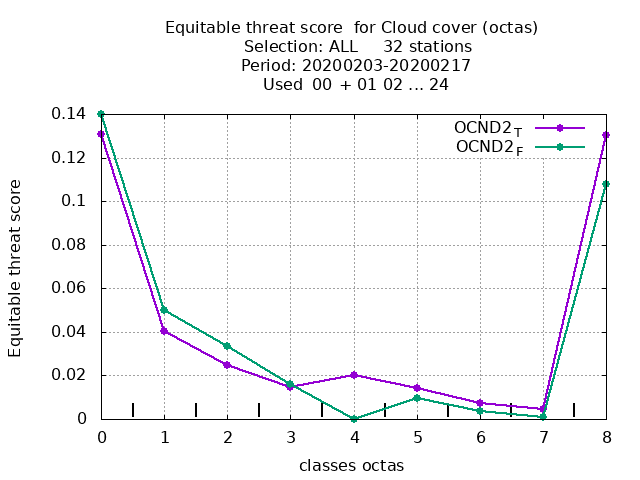 Equitable threat score  for Cloud cover (octas)
Selection: ALL     32 stations
Period: 20200203-20200217
Used  00 + 01 02 ... 24
OCND2T
OCND2F
Equitable threat score
0.14
0.12
0.1
0.08
0.06
0.04
0.02
0
0 1 2 3 4 5 6 7 8
classes octas